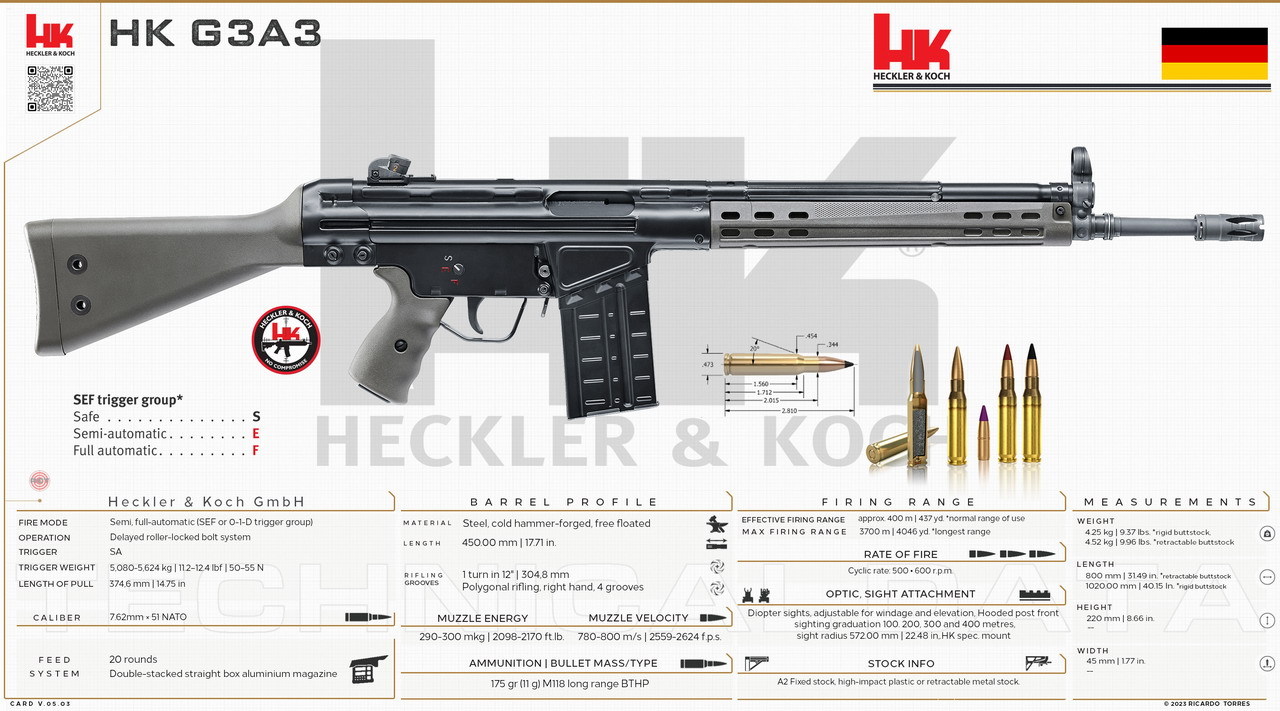 HK
HECKLER & KOCH
HK G3A3
HK
HECKLER & KOCH
HECKLER & KOCH
HK
NO COMPROMISE
S
SEF trigger group*
Safe . . . . . . . . . . . . . . S
Semi-automatic . . . . . . . . E
Full automatic . . . . . . . . . F
HECKLER & KOCH
®
.473
20°
.454
.344
1.560
1.712
2.015
2.810
TECHNICAL DATA
Heckler & Koch GmbH
FIRE MODE Semi, full-automatic (SEF or 0-1-D trigger group)
OPERATION Delayed roller-locked bolt system
TRIGGER SA
TRIGGER WEIGHT 5,080-5,624 kg | 11.2–12.4 lbf | 50–55 N
LENGTH OF PULL 374,6 mm | 14.75 in
CALIBER 7.62mm × 51 NATO
FEED SYSTEM
20 rounds
Double-stacked straight box aluminium magazine
BARREL PROFILE
MATERIAL Steel, cold hammer-forged, free floated
LENGTH 450.00 mm | 17.71 in.
RIFLING GROOVES
1 turn in 12" | 304,8 mm
Polygonal rifling, right hand, 4 grooves
MUZZLE ENERGY MUZZLE VELOCITY
290-300 mkg | 2098-2170 ft.lb. 780-800 m/s | 2559-2624 f.p.s.
AMMUNITION | BULLET MASS/TYPE
175 gr (11 g) M118 long range BTHP
FIRING RANGE
EFFECTIVE FIRING RANGE approx. 400 m | 437 yd. *normal range of use
MAX FIRING RANGE 3700 m | 4046 yd. *longest range
RATE OF FIRE
Cyclic rate: 500 • 600 r.p.m.
OPTIC, SIGHT ATTACHMENT
Diopter sights, adjustable for windage and elevation, Hooded post front
sighting graduation 100. 200, 300 and 400 metres,
sight radius 572.00 mm | 22.48 in, HK spec. mount
STOCK INFO
A2 Fixed stock, high-impact plastic or retractable metal stock.
MEASUREMENTS
WEIGHT
4.25 kg | 9.37 lbs. *rigid buttstock,
4.52 kg | 9.96 lbs. *retractable buttstock
LENGTH
800 mm | 31.49 in. *retractable buttstock
1020.00 mm | 40.15 In. *rigid buttstock
HEIGHT
220 mm | 8.66 in.
—
WIDTH
45 mm | 1.77 in.
—
CARD V.05.03
© 2023 RICARDO TORRES